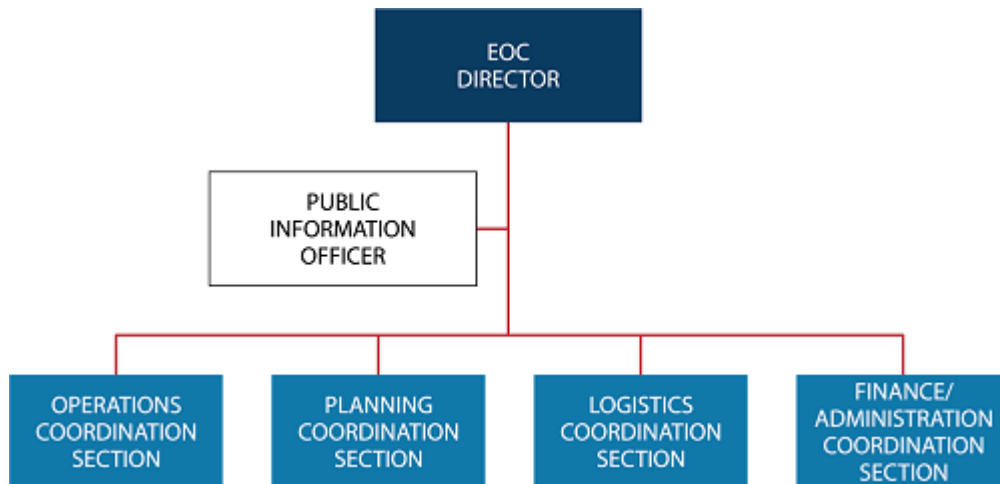 EOC
DIRECTOR
PUBLIC
INFORMATION
OFFICER
OPERATIONS
COORDINATION
SECTION
PLANNING
COORDINATION
SECTION
LOGISTICS
COORDINATION
SECTION
FINANCE/
ADMINISTRATION
COORDINATION
SECTION